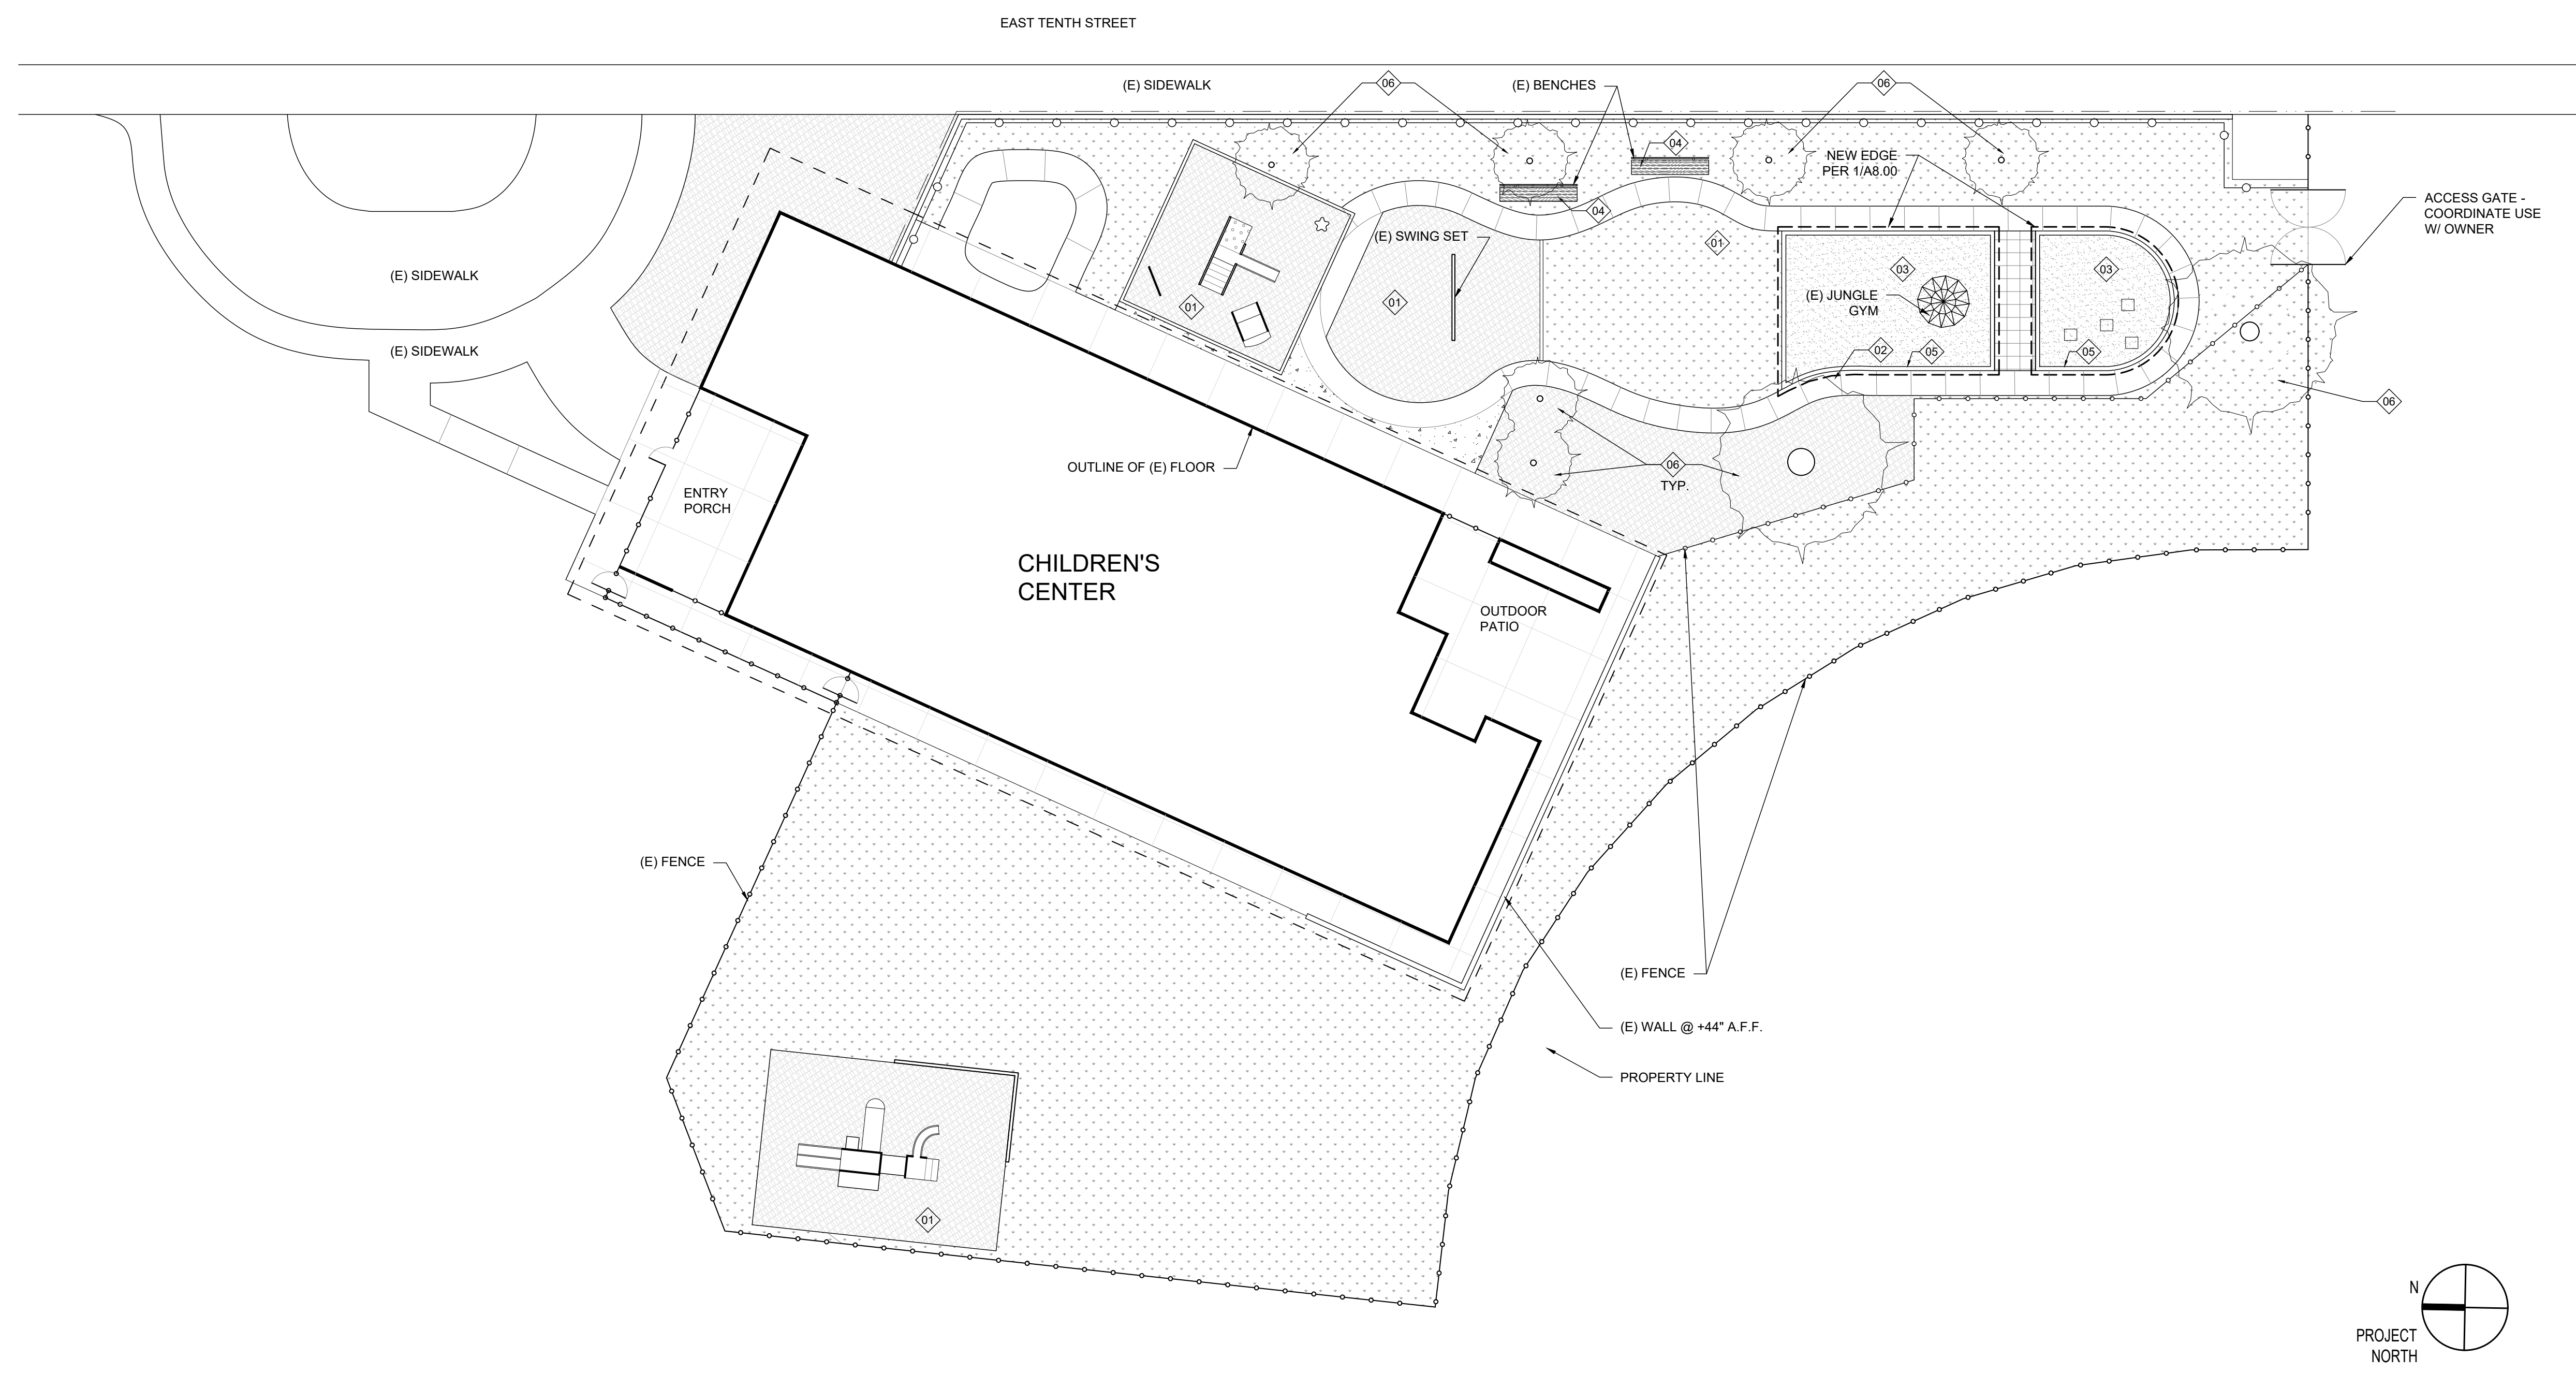 EAST TENTH STREET
(E) SIDEWALK
06
(E) BENCHES
06
04
NEW EDGE
PER 1/A8.00
ACCESS GATE -
COORDINATE USE
W/ OWNER
04
(E) SWING SET
01
(E) SIDEWALK
03
03
(E) JUNGLE
GYM
01
01
(E) SIDEWALK
02
05
05
06
OUTLINE OF (E) FLOOR
06
TYP.
ENTRY
PORCH
CHILDREN'S
CENTER
OUTDOOR
PATIO
(E) FENCE
(E) FENCE
(E) WALL @ +44" A.F.F.
PROPERTY LINE
01
N
PROJECT
NORTH